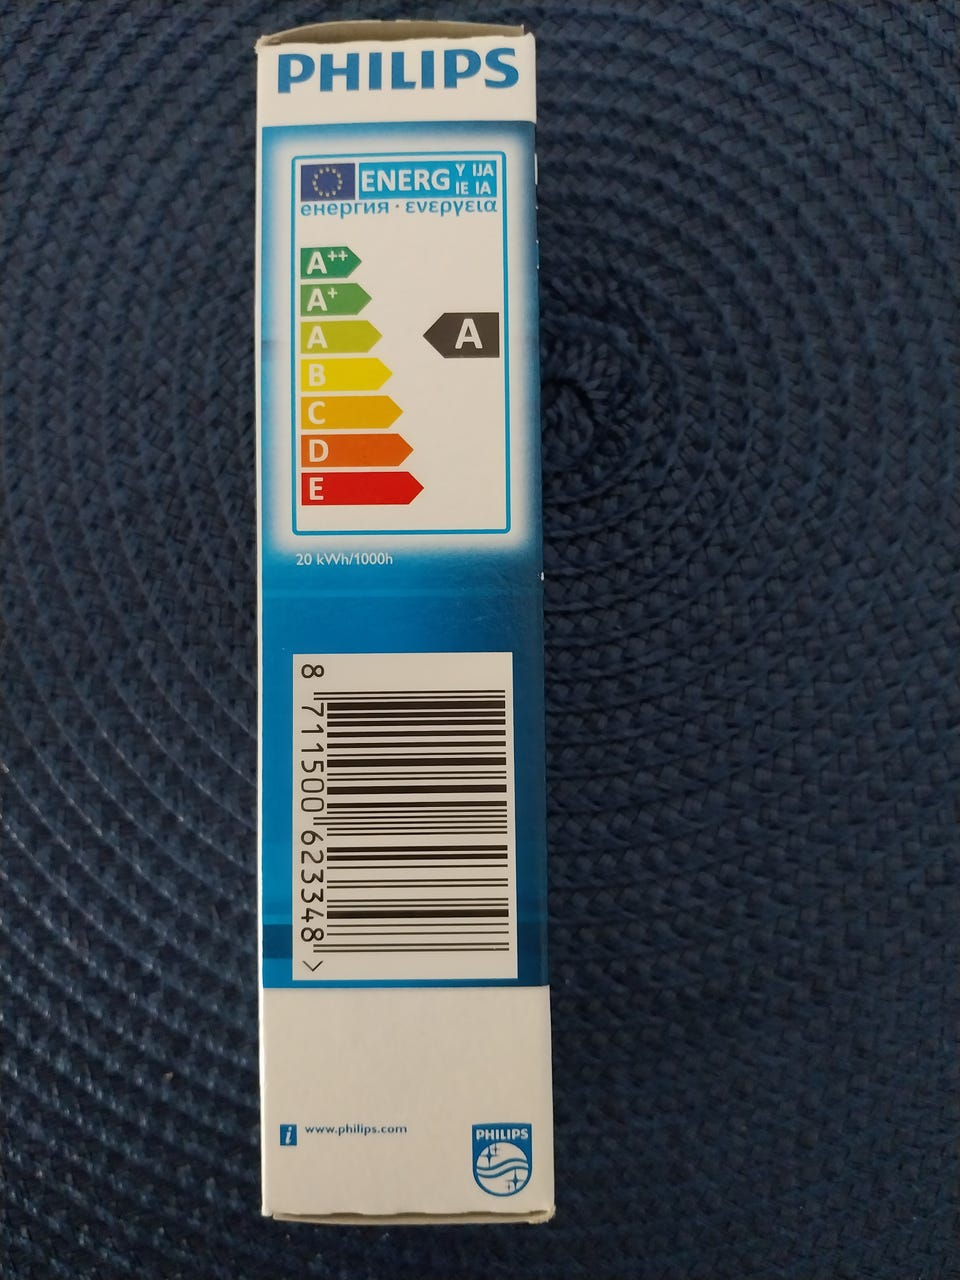 PHILIPS
ENERG Y IJA
IE IA
енергия · ενεργεια
A++
A+
A
A
B
C
D
E
20 kWh/1000h
8 711500 623348 >
i www.philips.com
PHILIPS